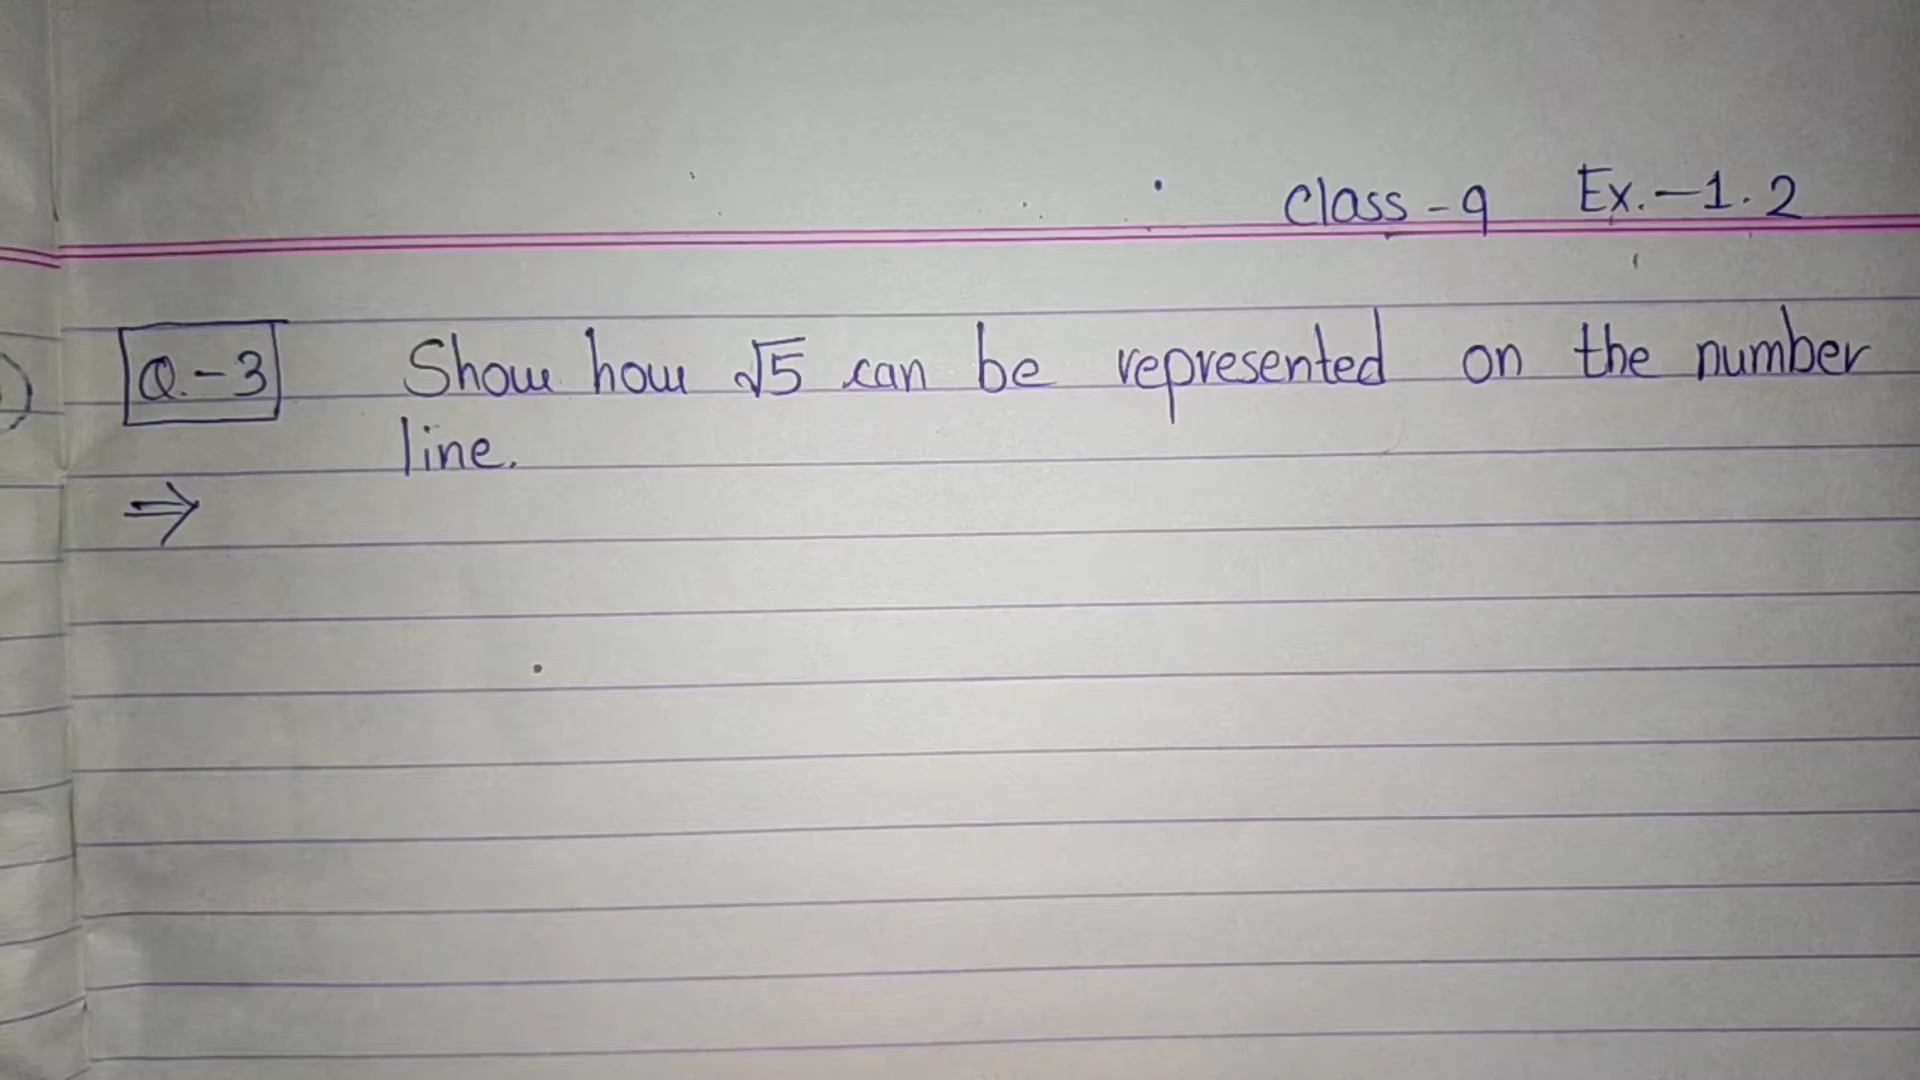 Class - 9 Ex. - 1.2
Q. - 3 Show how √5 can be represented on the number
line.
⇒